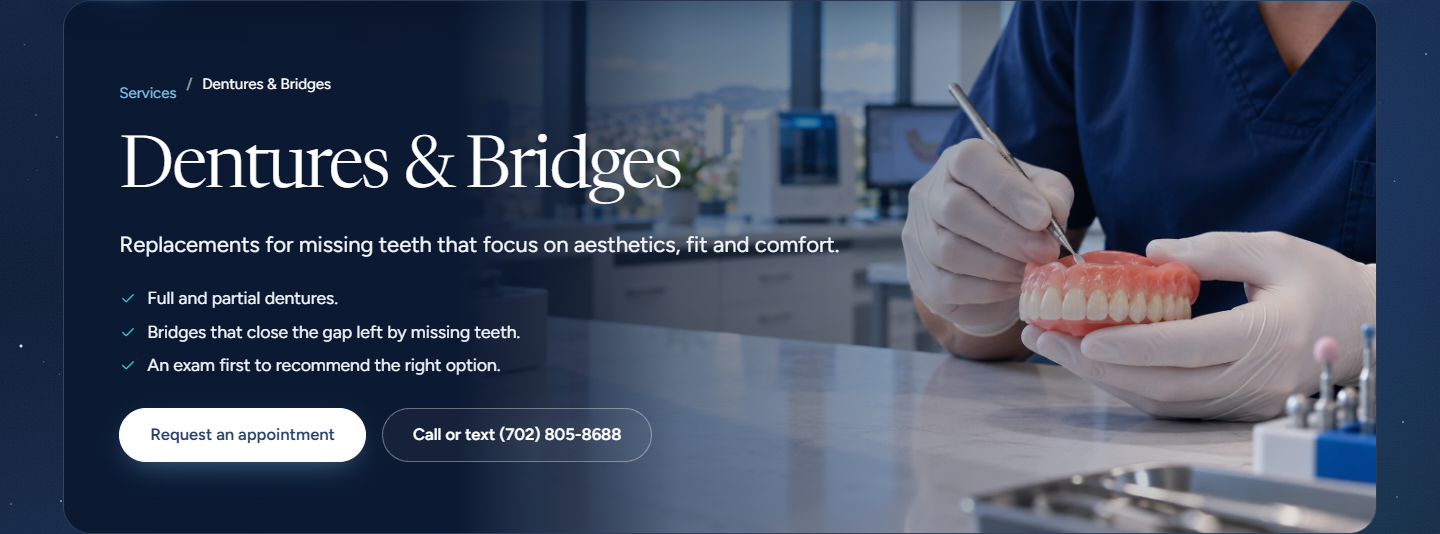 Services / Dentures & Bridges
Dentures & Bridges
Replacements for missing teeth that focus on aesthetics, fit and comfort.
Full and partial dentures.
Bridges that close the gap left by missing teeth.
An exam first to recommend the right option.
Request an appointment
Call or text (702) 805-8688